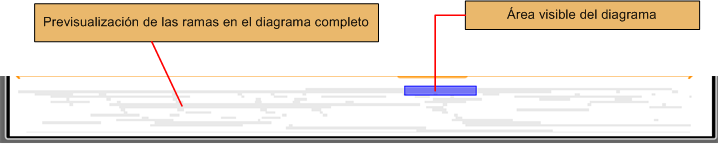 Previsualización de las ramas en el diagrama completo
Área visible del diagrama